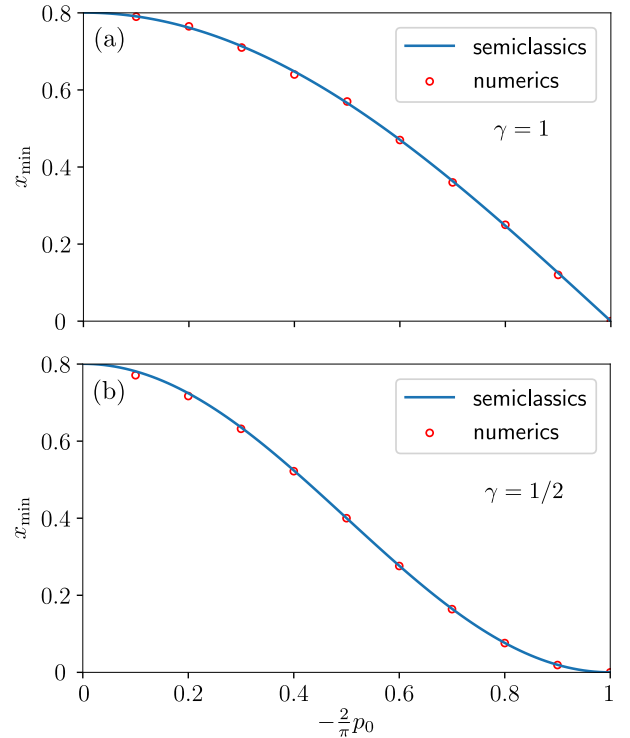 0.8
(a)
semiclassics
numerics
0.6
γ = 1
x_min
0.4
0.2
0
0.8
(b)
semiclassics
numerics
0.6
γ = 1/2
x_min
0.4
0.2
0
0 0.2 0.4 0.6 0.8 1
−2/π p₀